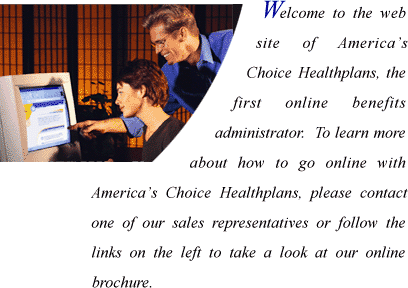 Welcome to the web
site of America's
Choice Healthplans, the
first online benefits
administrator. To learn more
about how to go online with
America's Choice Healthplans, please contact
one of our sales representatives or follow the
links on the left to take a look at our online
brochure.